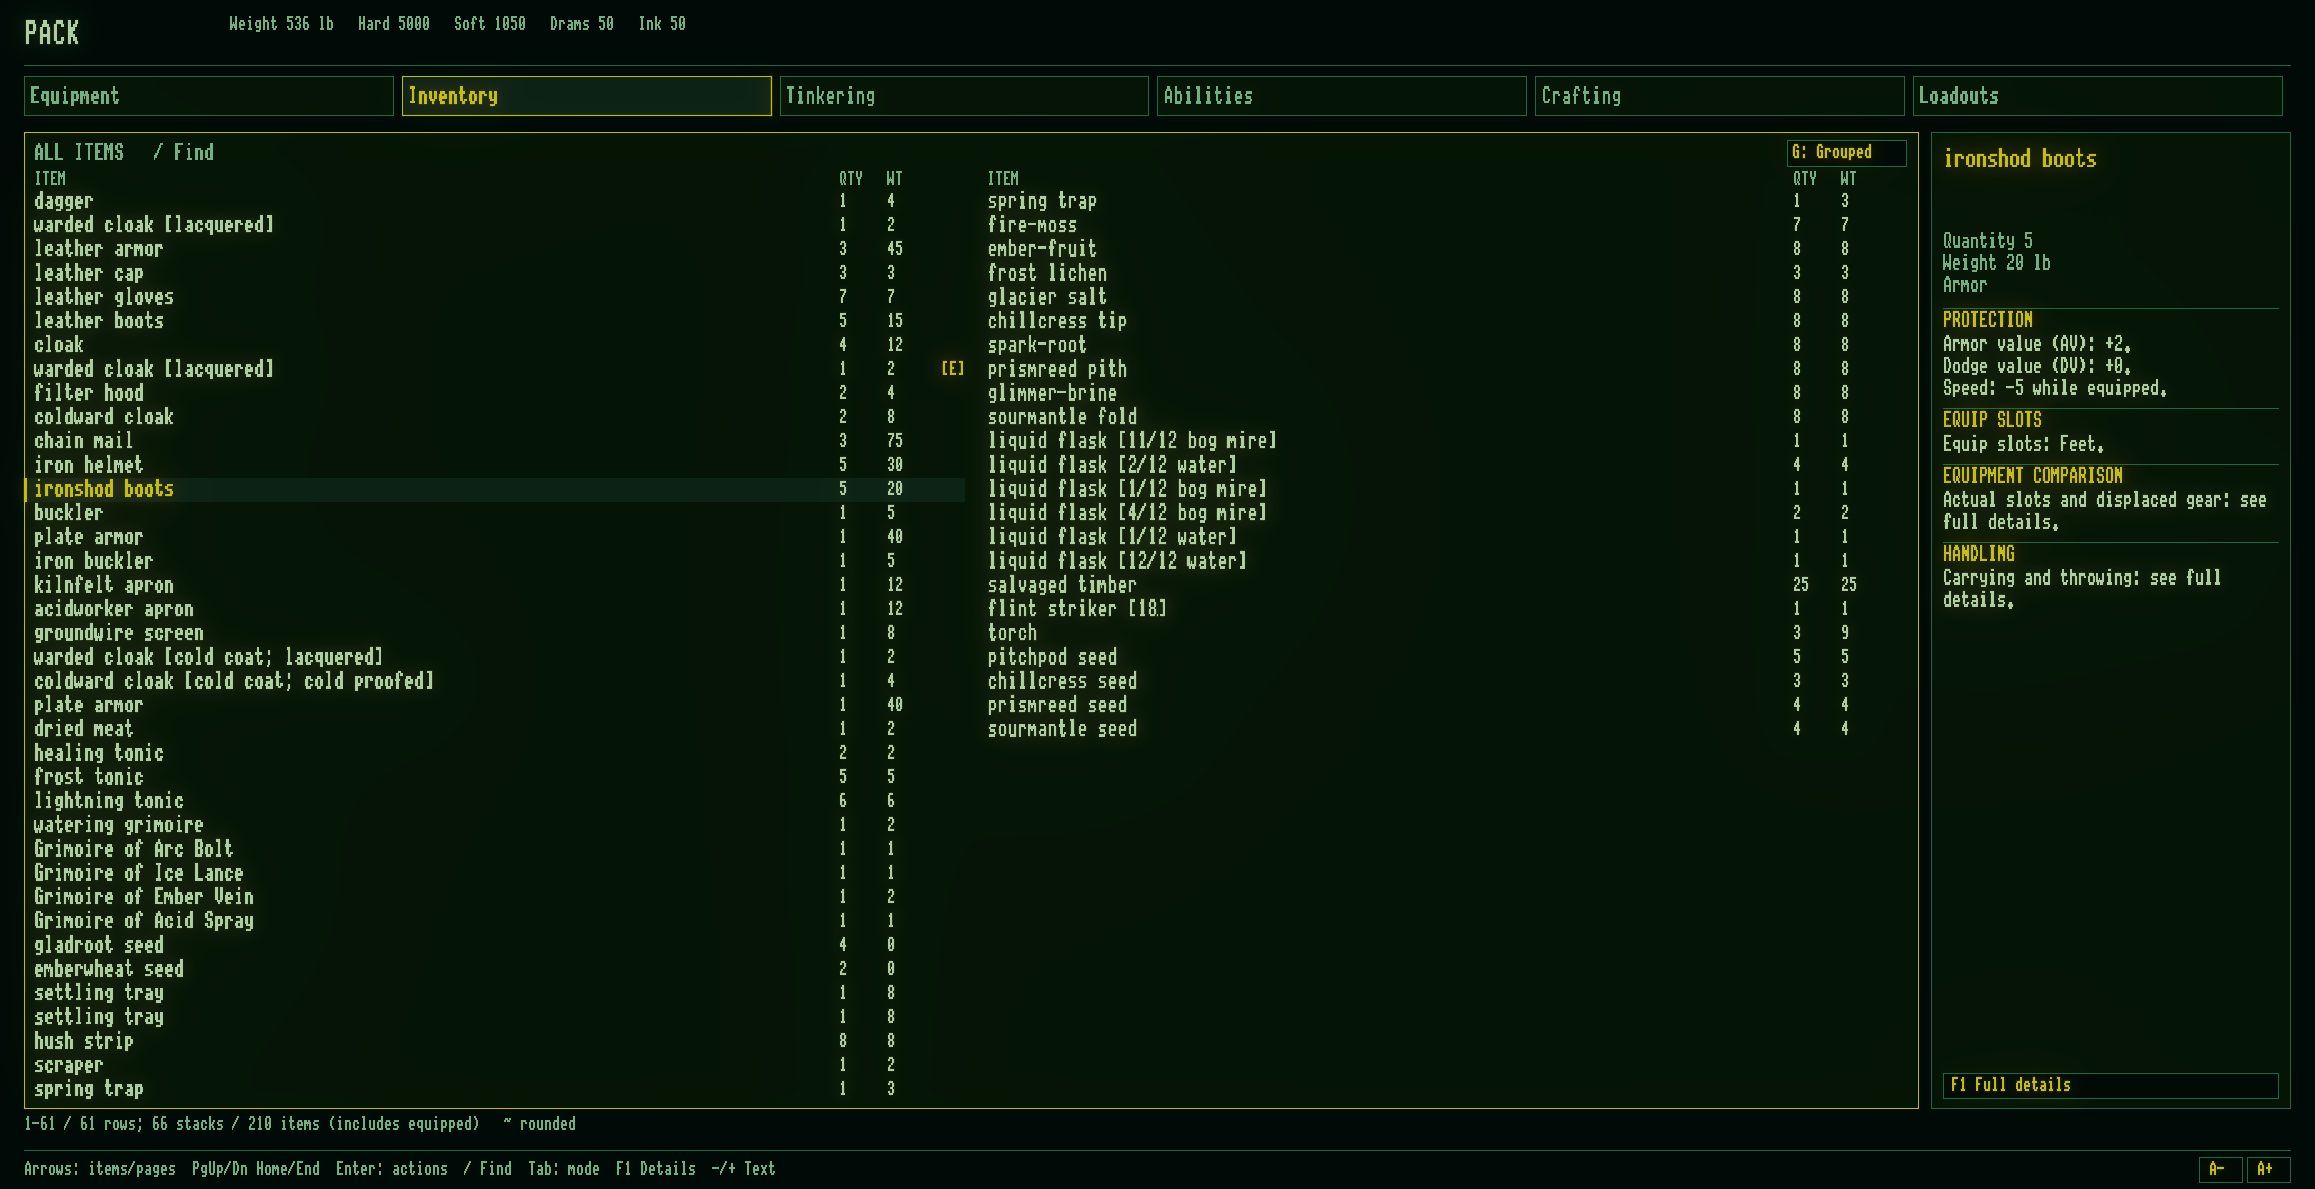 PACK
Weight 536 lb   Hard 5000   Soft 1050   Drams 50   Ink 50
Equipment   Inventory   Tinkering   Abilities   Crafting   Loadouts
ALL ITEMS   / Find
G: Grouped
ITEM   QTY   WT
dagger   1   4
warded cloak [lacquered]   1   2
leather armor   3   45
leather cap   3   3
leather gloves   7   7
leather boots   5   15
cloak   4   12
warded cloak [lacquered]   1   2   [E]
filter hood   2   4
coldward cloak   2   8
chain mail   3   75
iron helmet   5   30
ironshod boots   5   20
buckler   1   5
plate armor   1   40
iron buckler   1   5
kilnfelt apron   1   12
acidworker apron   1   12
groundwire screen   1   8
warded cloak [cold coat; lacquered]   1   2
coldward cloak [cold coat; cold proofed]   1   4
plate armor   1   40
dried meat   1   2
healing tonic   2   2
frost tonic   5   5
lightning tonic   6   6
watering grimoire   1   2
Grimoire of Arc Bolt   1   1
Grimoire of Ice Lance   1   1
Grimoire of Ember Vein   1   2
Grimoire of Acid Spray   1   1
gladroot seed   4   0
emberwheat seed   2   0
settling tray   1   8
settling tray   1   8
hush strip   8   8
scraper   1   2
spring trap   1   3
ITEM   QTY   WT
spring trap   1   3
fire-moss   7   7
ember-fruit   8   8
frost lichen   3   3
glacier salt   8   8
chillcress tip   8   8
spark-root   8   8
prismreed pith   8   8
glimmer-brine   8   8
sourmantle fold   8   8
liquid flask [11/12 bog mire]   1   1
liquid flask [2/12 water]   4   4
liquid flask [1/12 bog mire]   1   1
liquid flask [4/12 bog mire]   2   2
liquid flask [1/12 water]   1   1
liquid flask [12/12 water]   1   1
salvaged timber   25   25
flint striker [18]   1   1
torch   3   9
pitchpod seed   5   5
chillcress seed   3   3
prismreed seed   4   4
sourmantle seed   4   4
ironshod boots
Quantity 5
Weight 20 lb
Armor
PROTECTION
Armor value (AV): +2.
Dodge value (DV): +0.
Speed: -5 while equipped.
EQUIP SLOTS
Equip slots: Feet.
EQUIPMENT COMPARISON
Actual slots and displaced gear: see
full details.
HANDLING
Carrying and throwing: see full
details.
F1 Full details
1-61 / 61 rows; 66 stacks / 210 items (includes equipped)   ~ rounded
Arrows: items/pages  PgUp/Dn Home/End  Enter: actions  / Find  Tab: mode  F1 Details  -/+ Text
A-   A+